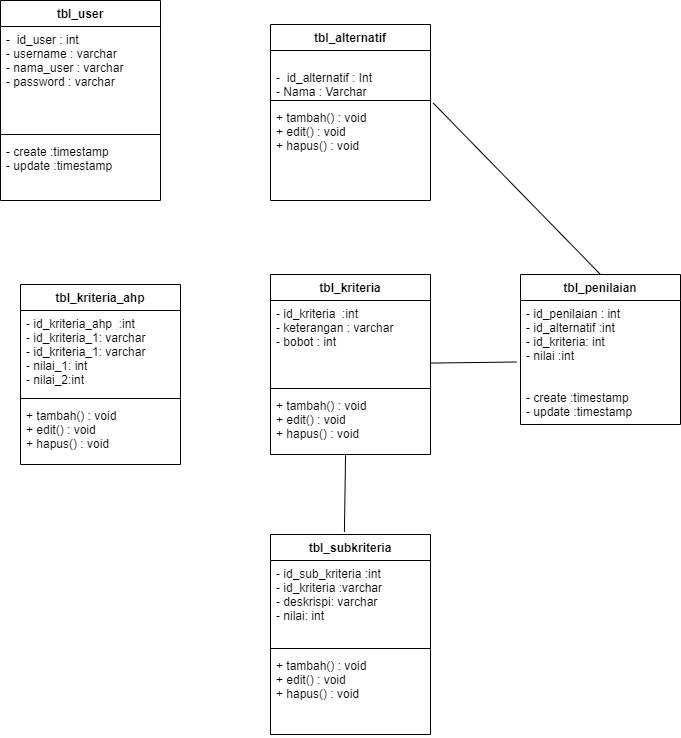 tbl_user
- id_user : int
- username : varchar
- nama_user : varchar
- password : varchar
- create :timestamp
- update :timestamp
tbl_alternatif
- id_alternatif : Int
- Nama : Varchar
+ tambah() : void
+ edit() : void
+ hapus() : void
tbl_kriteria_ahp
- id_kriteria_ahp :int
- id_kriteria_1: varchar
- id_kriteria_1: varchar
- nilai_1: int
- nilai_2:int
+ tambah() : void
+ edit() : void
+ hapus() : void
tbl_kriteria
- id_kriteria :int
- keterangan : varchar
- bobot : int
+ tambah() : void
+ edit() : void
+ hapus() : void
tbl_penilaian
- id_penilaian : int
- id_alternatif :int
- id_kriteria: int
- nilai :int
- create :timestamp
- update :timestamp
tbl_subkriteria
- id_sub_kriteria :int
- id_kriteria :varchar
- deskrispi: varchar
- nilai: int
+ tambah() : void
+ edit() : void
+ hapus() : void